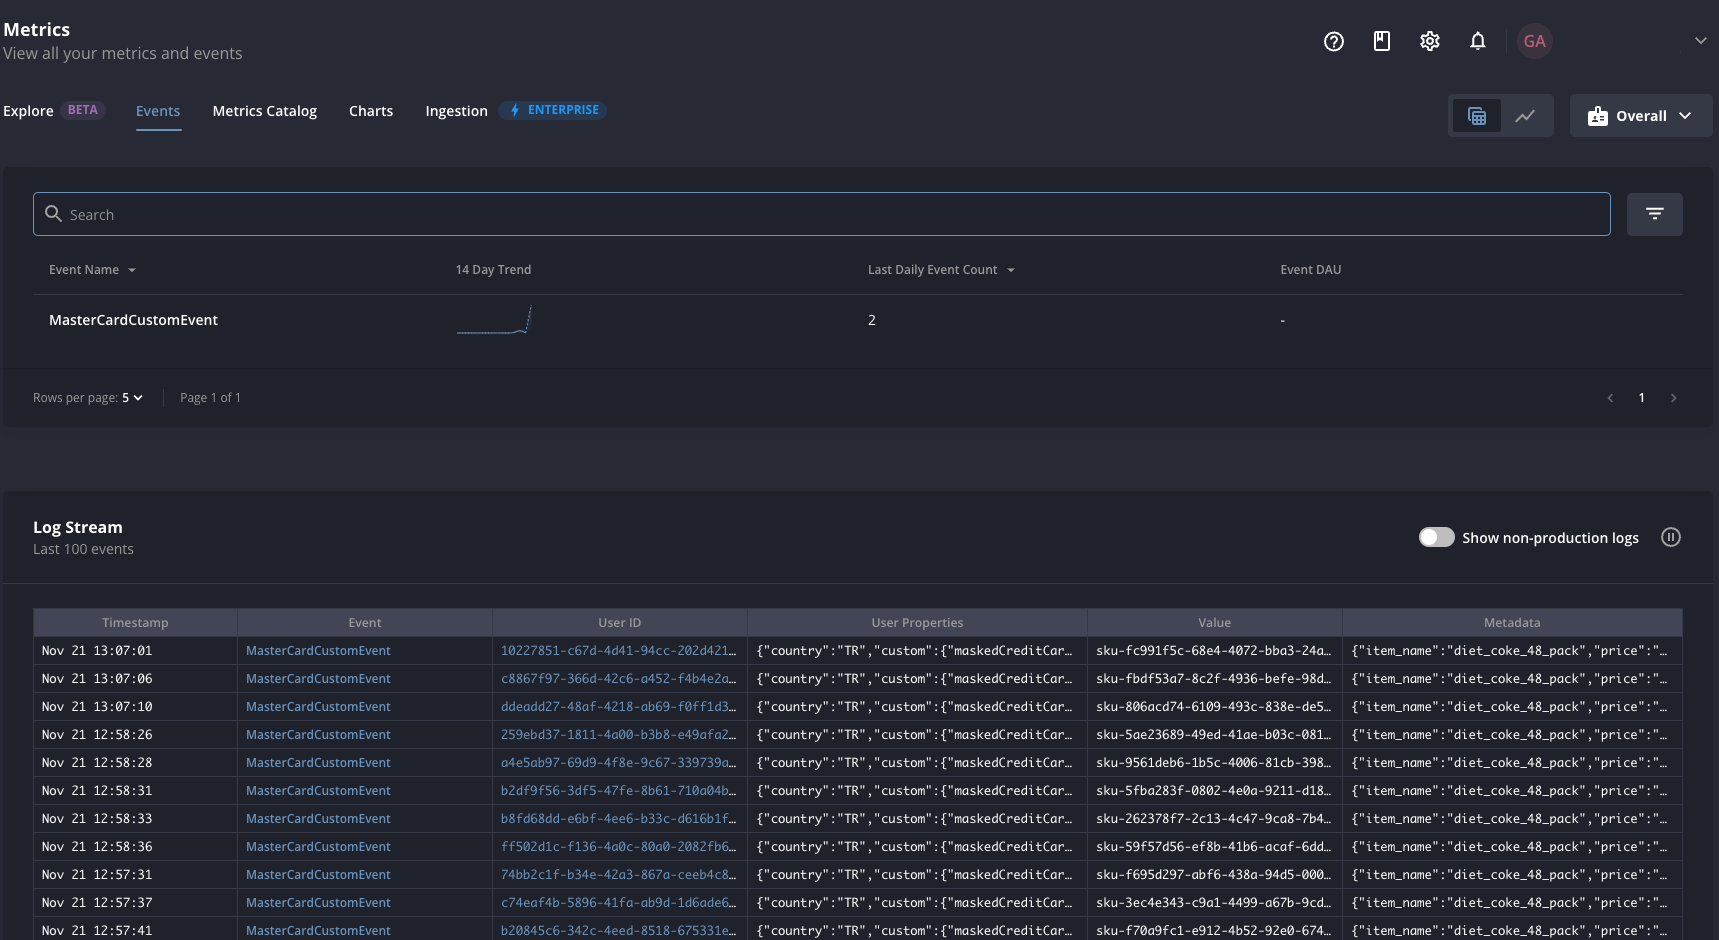 Metrics
View all your metrics and events
GA
Explore BETA Events Metrics Catalog Charts Ingestion ENTERPRISE
Overall
Search
Event Name 14 Day Trend Last Daily Event Count Event DAU
MasterCardCustomEvent 2 -
Rows per page: 5 Page 1 of 1 1
Log Stream
Last 100 events
Show non-production logs
Timestamp Event User ID User Properties Value Metadata
Nov 21 13:07:01 MasterCardCustomEvent 10227851-c67d-4d41-94cc-202d421… {"country":"TR","custom":{"maskedCreditCar… sku-fc991f5c-68e4-4072-bba3-24a… {"item_name":"diet_coke_48_pack","price":"…
Nov 21 13:07:06 MasterCardCustomEvent c8867f97-366d-42c6-a452-f4b4e2a… {"country":"TR","custom":{"maskedCreditCar… sku-fbdf53a7-8c2f-4936-befe-98d… {"item_name":"diet_coke_48_pack","price":"…
Nov 21 13:07:10 MasterCardCustomEvent ddeadd27-48af-4218-ab69-f0ff1d3… {"country":"TR","custom":{"maskedCreditCar… sku-806acd74-6109-493c-838e-de5… {"item_name":"diet_coke_48_pack","price":"…
Nov 21 12:58:26 MasterCardCustomEvent 259ebd37-1811-4a00-b3b8-e49afa2… {"country":"TR","custom":{"maskedCreditCar… sku-5ae23689-49ed-41ae-b03c-081… {"item_name":"diet_coke_48_pack","price":"…
Nov 21 12:58:28 MasterCardCustomEvent a4e5ab97-69d9-4f8e-9c67-339739a… {"country":"TR","custom":{"maskedCreditCar… sku-9561deb6-1b5c-4006-81cb-398… {"item_name":"diet_coke_48_pack","price":"…
Nov 21 12:58:31 MasterCardCustomEvent b2df9f56-3df5-47fe-8b61-710a04b… {"country":"TR","custom":{"maskedCreditCar… sku-5fba283f-0802-4e0a-9211-d18… {"item_name":"diet_coke_48_pack","price":"…
Nov 21 12:58:33 MasterCardCustomEvent b8fd68dd-e6bf-4ee6-b33c-d616b1f… {"country":"TR","custom":{"maskedCreditCar… sku-262378f7-2c13-4c47-9ca8-7b4… {"item_name":"diet_coke_48_pack","price":"…
Nov 21 12:58:36 MasterCardCustomEvent ff502d1c-f136-4a0c-80a0-2082fb6… {"country":"TR","custom":{"maskedCreditCar… sku-59f57d56-ef8b-41b6-acaf-6dd… {"item_name":"diet_coke_48_pack","price":"…
Nov 21 12:57:31 MasterCardCustomEvent 74bb2c1f-b34e-42a3-867a-ceeb4c8… {"country":"TR","custom":{"maskedCreditCar… sku-f695d297-abf6-438a-94d5-000… {"item_name":"diet_coke_48_pack","price":"…
Nov 21 12:57:37 MasterCardCustomEvent c74eaf4b-5896-41fa-ab9d-1d6ade6… {"country":"TR","custom":{"maskedCreditCar… sku-3ec4e343-c9a1-4499-a67b-9cd… {"item_name":"diet_coke_48_pack","price":"…
Nov 21 12:57:41 MasterCardCustomEvent b20845c6-342c-4eed-8518-675331e… {"country":"TR","custom":{"maskedCreditCar… sku-f70a9fc1-e912-4b52-92e0-674… {"item_name":"diet_coke_48_pack","price":"…